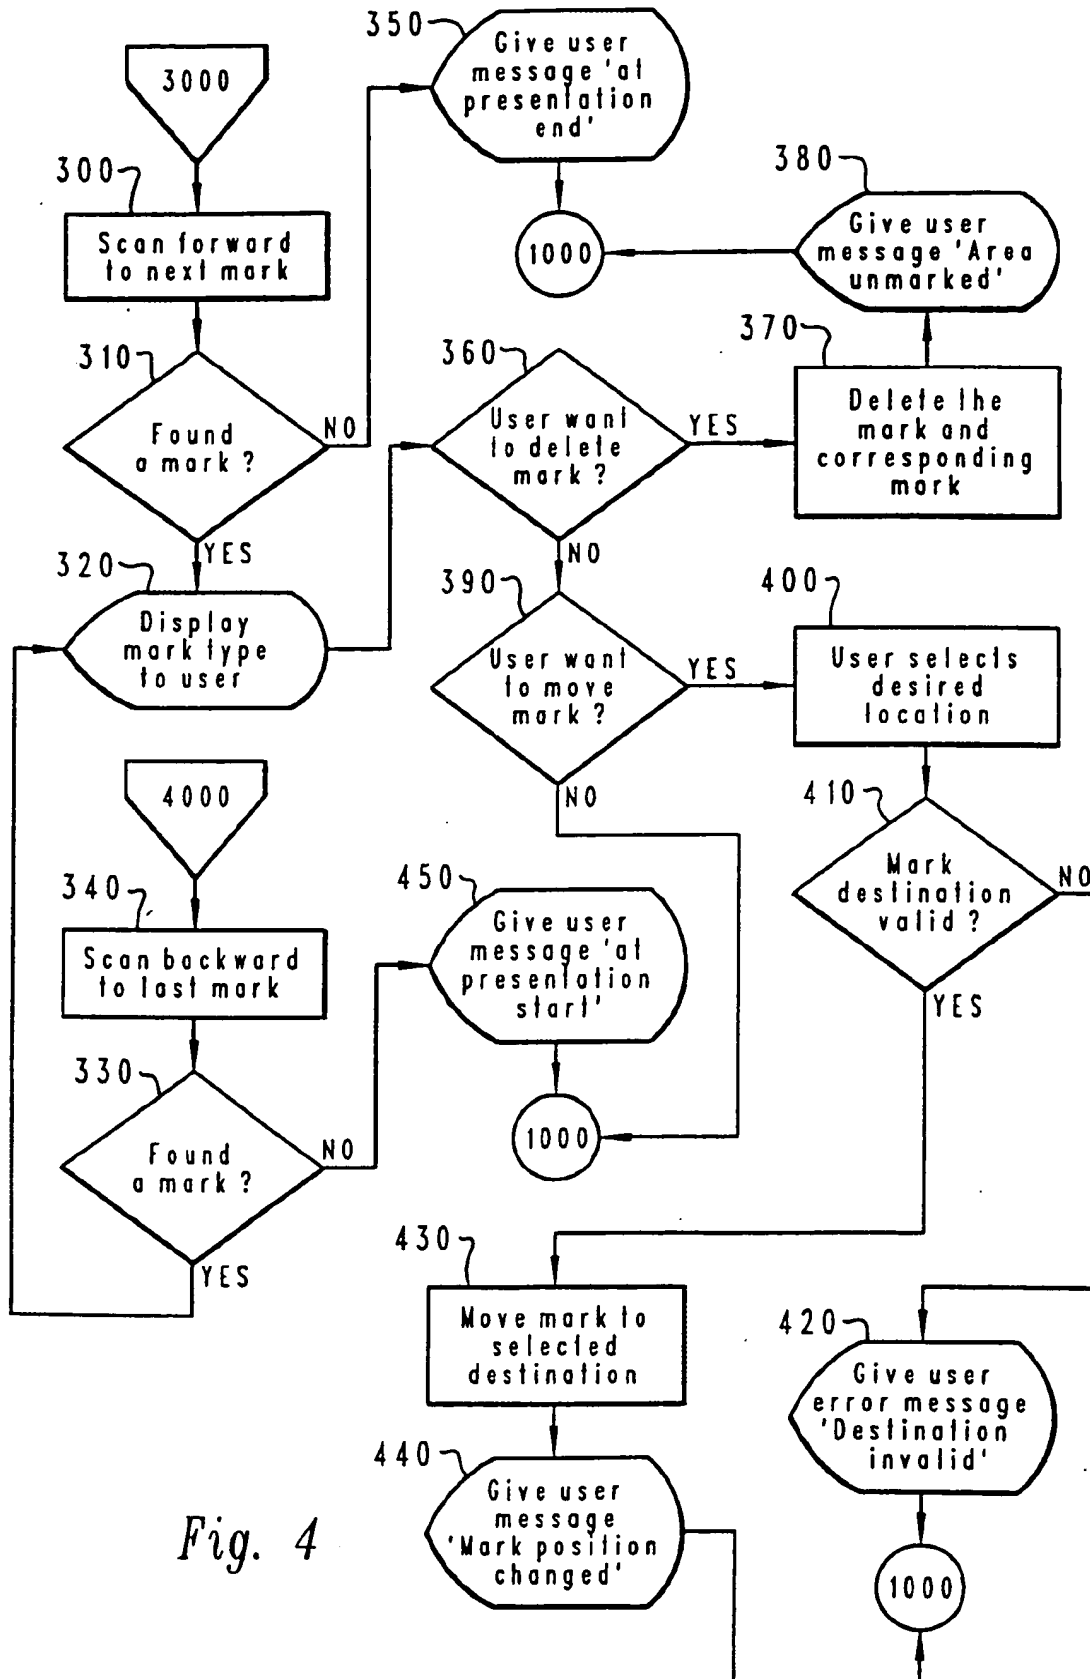 350
Give user
message 'at
presentation
end'
3000
300
Scan forward
to next mark
1000
380
Give user
message 'Area
unmarked'
310
Found
a mark ?
NO
YES
360
User want
to delete
mark ?
YES
NO
370
Delete the
mark and
corresponding
mark
320
Display
mark type
to user
390
User want
to move
mark ?
YES
NO
400
User selects
desired
location
410
Mark
destination
valid ?
NO
YES
4000
340
Scan backward
to last mark
450
Give user
message 'at
presentation
start'
330
Found
a mark ?
NO
YES
1000
430
Move mark to
selected
destination
420
Give user
error message
'Destination
invalid'
440
Give user
message
'Mark position
changed'
1000
Fig. 4